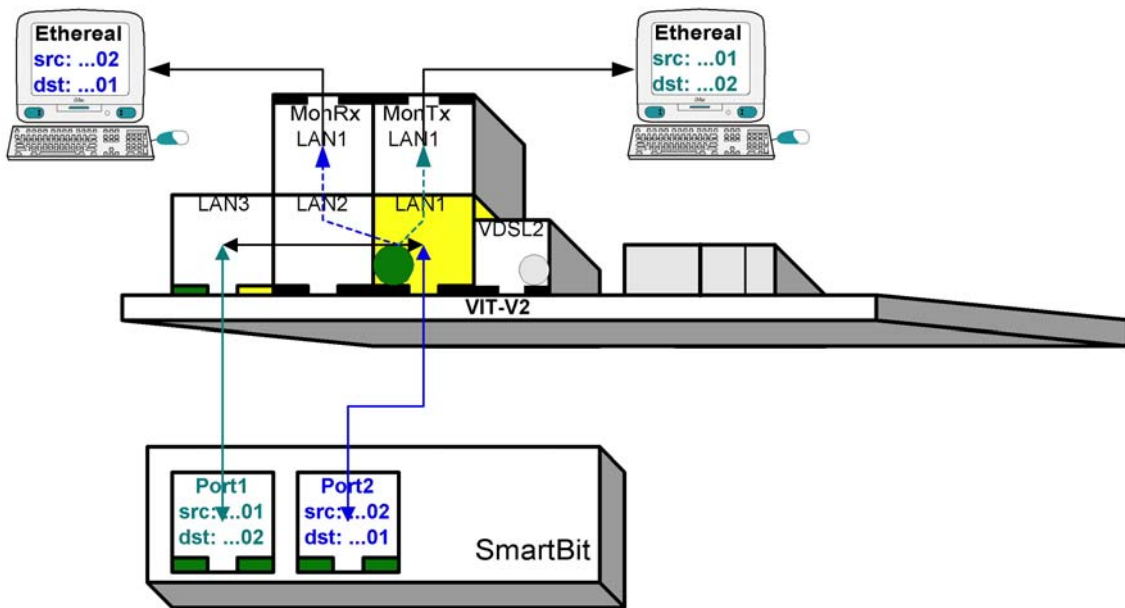 Ethereal
src: ...02
dst: ...01
Ethereal
src: ...01
dst: ...02
MonRx
LAN1
MonTx
LAN1
LAN3
LAN2
LAN1
VDSL2
VIT-V2
Port1
src: ...01
dst: ...02
Port2
src: ...02
dst: ...01
SmartBit